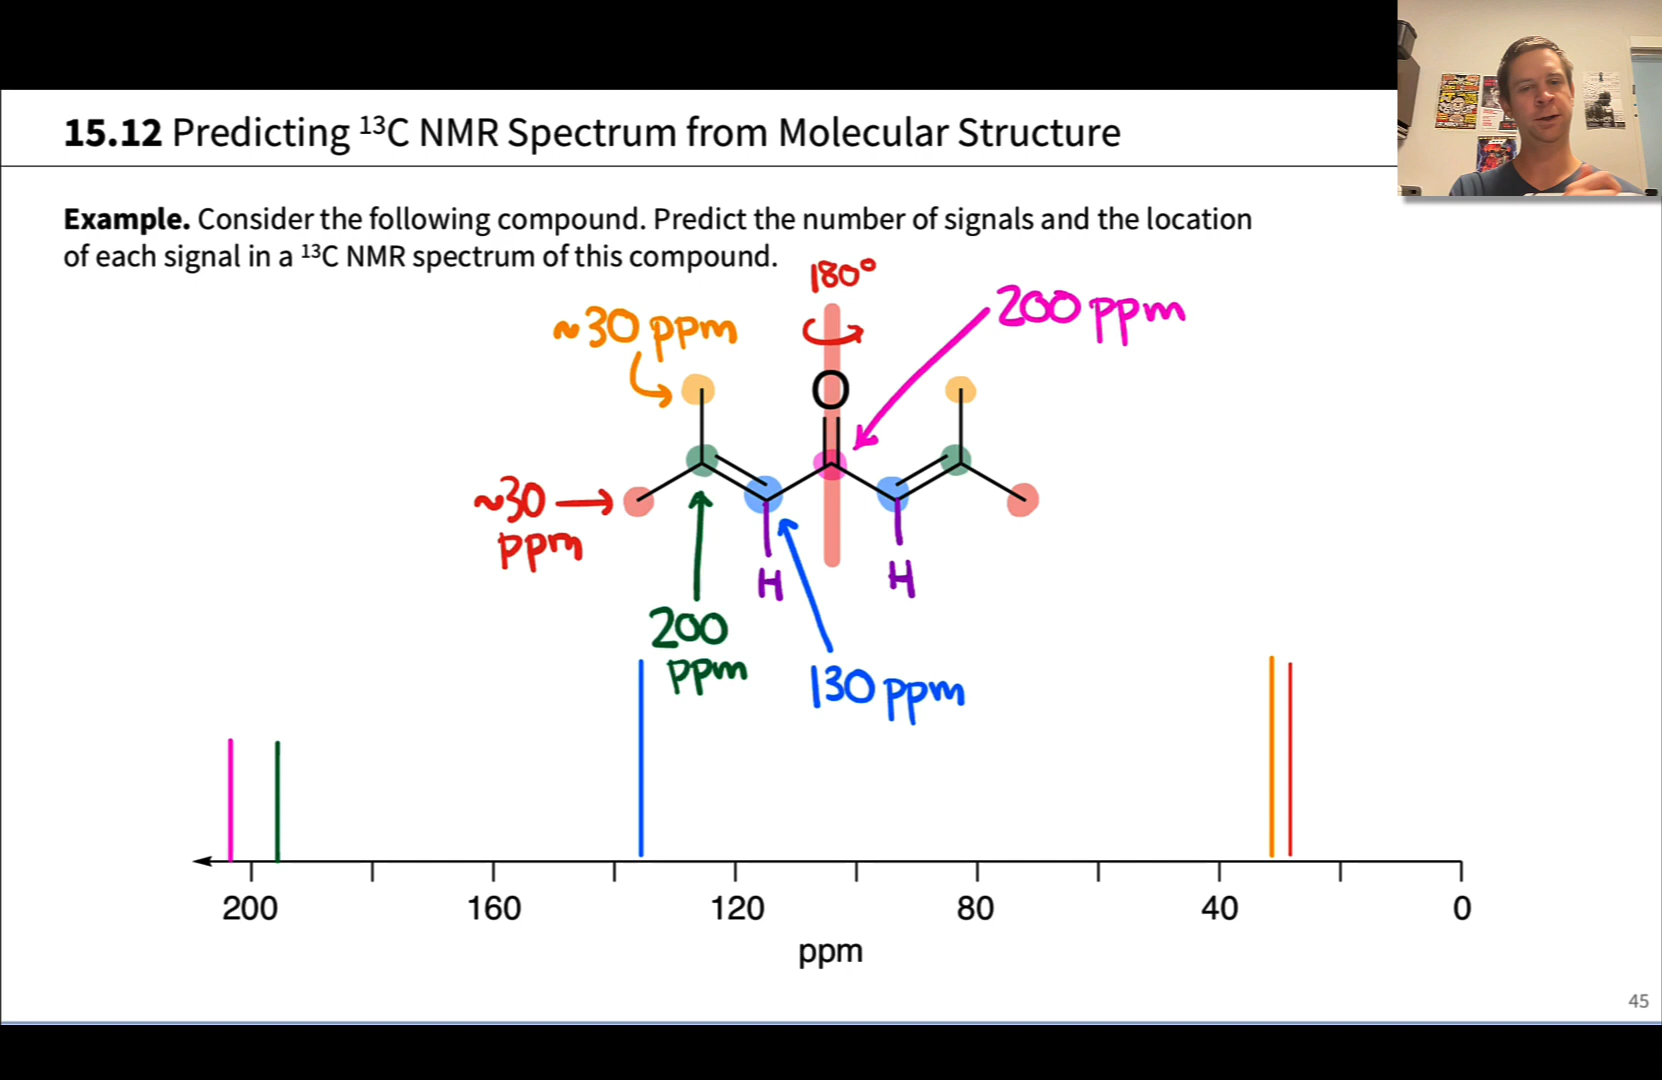 15.12 Predicting ¹³C NMR Spectrum from Molecular Structure
Example. Consider the following compound. Predict the number of signals and the location
of each signal in a ¹³C NMR spectrum of this compound.
180°
200 ppm
~30 ppm
O
~30
ppm
H
H
200
ppm
130 ppm
200
160
120
80
40
0
ppm
45